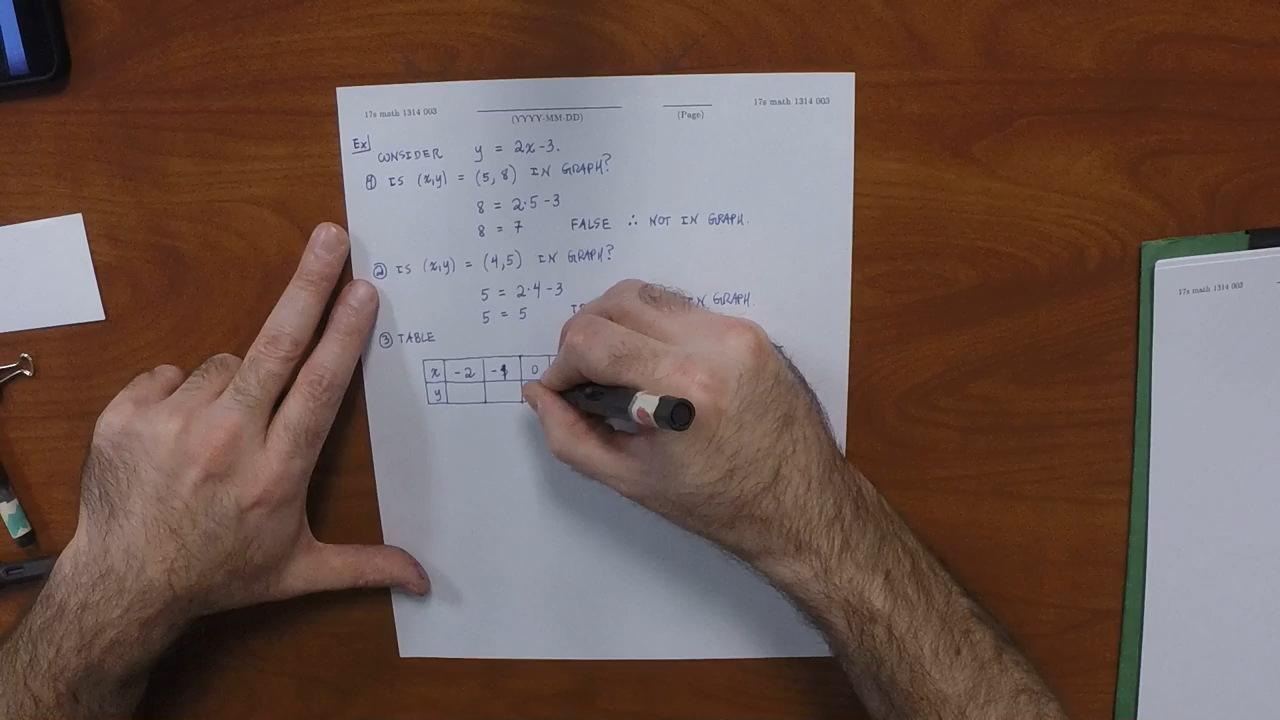 17s math 1314 003
(YYYY-MM-DD)
(Page)
17s math 1314 003
Ex
CONSIDER y = 2x-3.
① IS (x,y) = (5, 8) IN GRAPH?
8 = 2·5-3
8 = 7 FALSE ∴ NOT IN GRAPH.
② IS (x,y) = (4,5) IN GRAPH?
5 = 2·4-3
5 = 5 IN GRAPH.
③ TABLE
x -2 -1 0
y
17s math 1314 003